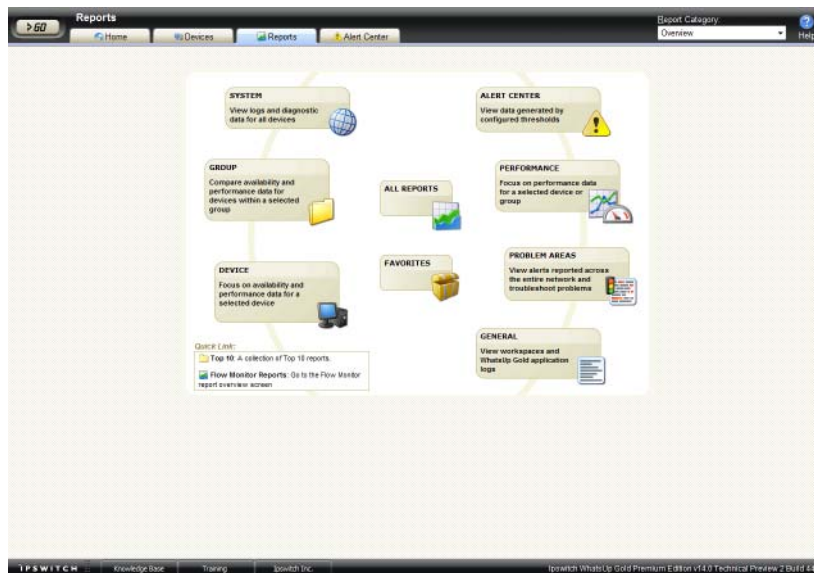 GO
Reports
Report Category:
Home
Devices
Reports
Alert Center
Overview
Help
SYSTEM
View logs and diagnostic
data for all devices
ALERT CENTER
View data generated by
configured thresholds
GROUP
Compare availability and
performance data for
devices within a selected
group
ALL REPORTS
PERFORMANCE
Focus on performance data
for a selected device or
group
DEVICE
Focus on availability and
performance data for a
selected device
FAVORITES
PROBLEM AREAS
View alerts reported across
the entire network and
troubleshoot problems
GENERAL
View workspaces and
WhatsUp Gold application
logs
Quick Link:
Top 10: A collection of Top 10 reports.
Flow Monitor Reports: Go to the Flow Monitor
report overview screen
IPSWITCH
Knowledge Base
Training
Ipswitch Inc.
Ipswitch WhatsUp Gold Premium Edition v14.0 Technical Preview 2 Build 44